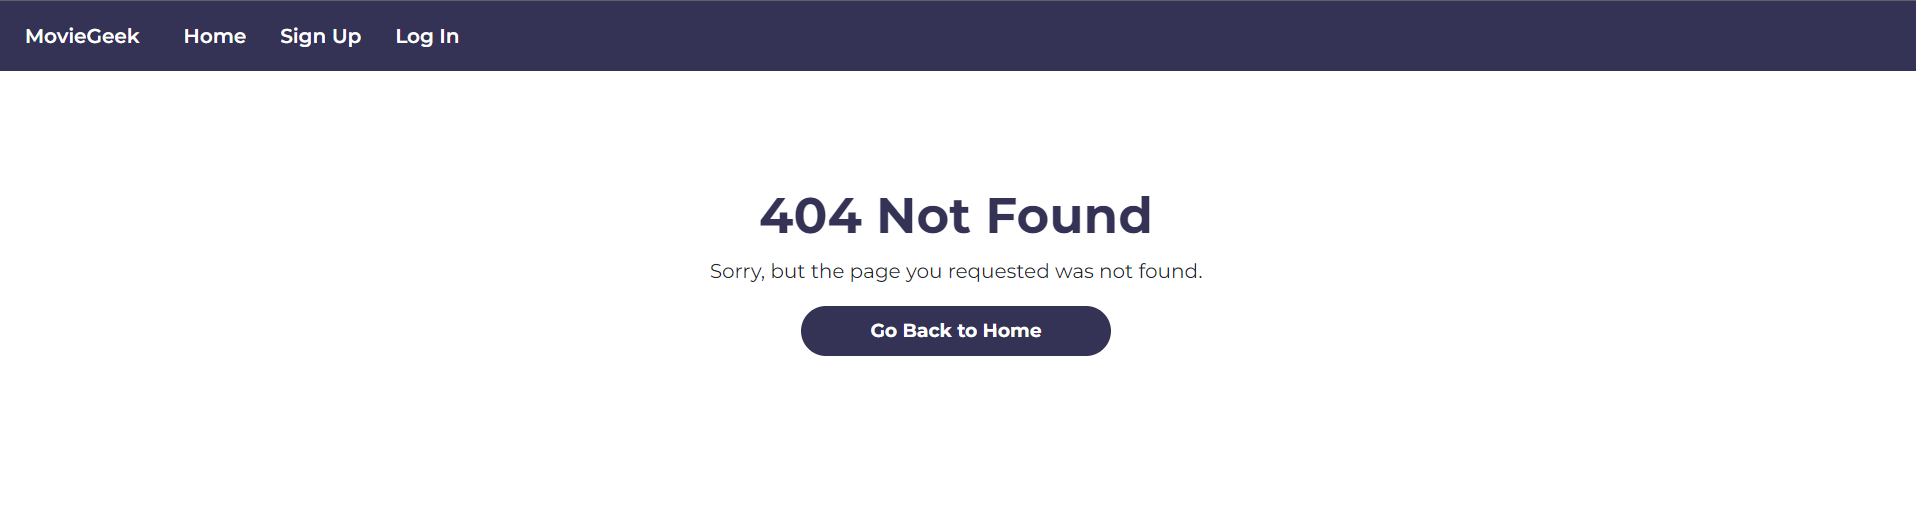 MovieGeek Home Sign Up Log In
404 Not Found
Sorry, but the page you requested was not found.
Go Back to Home